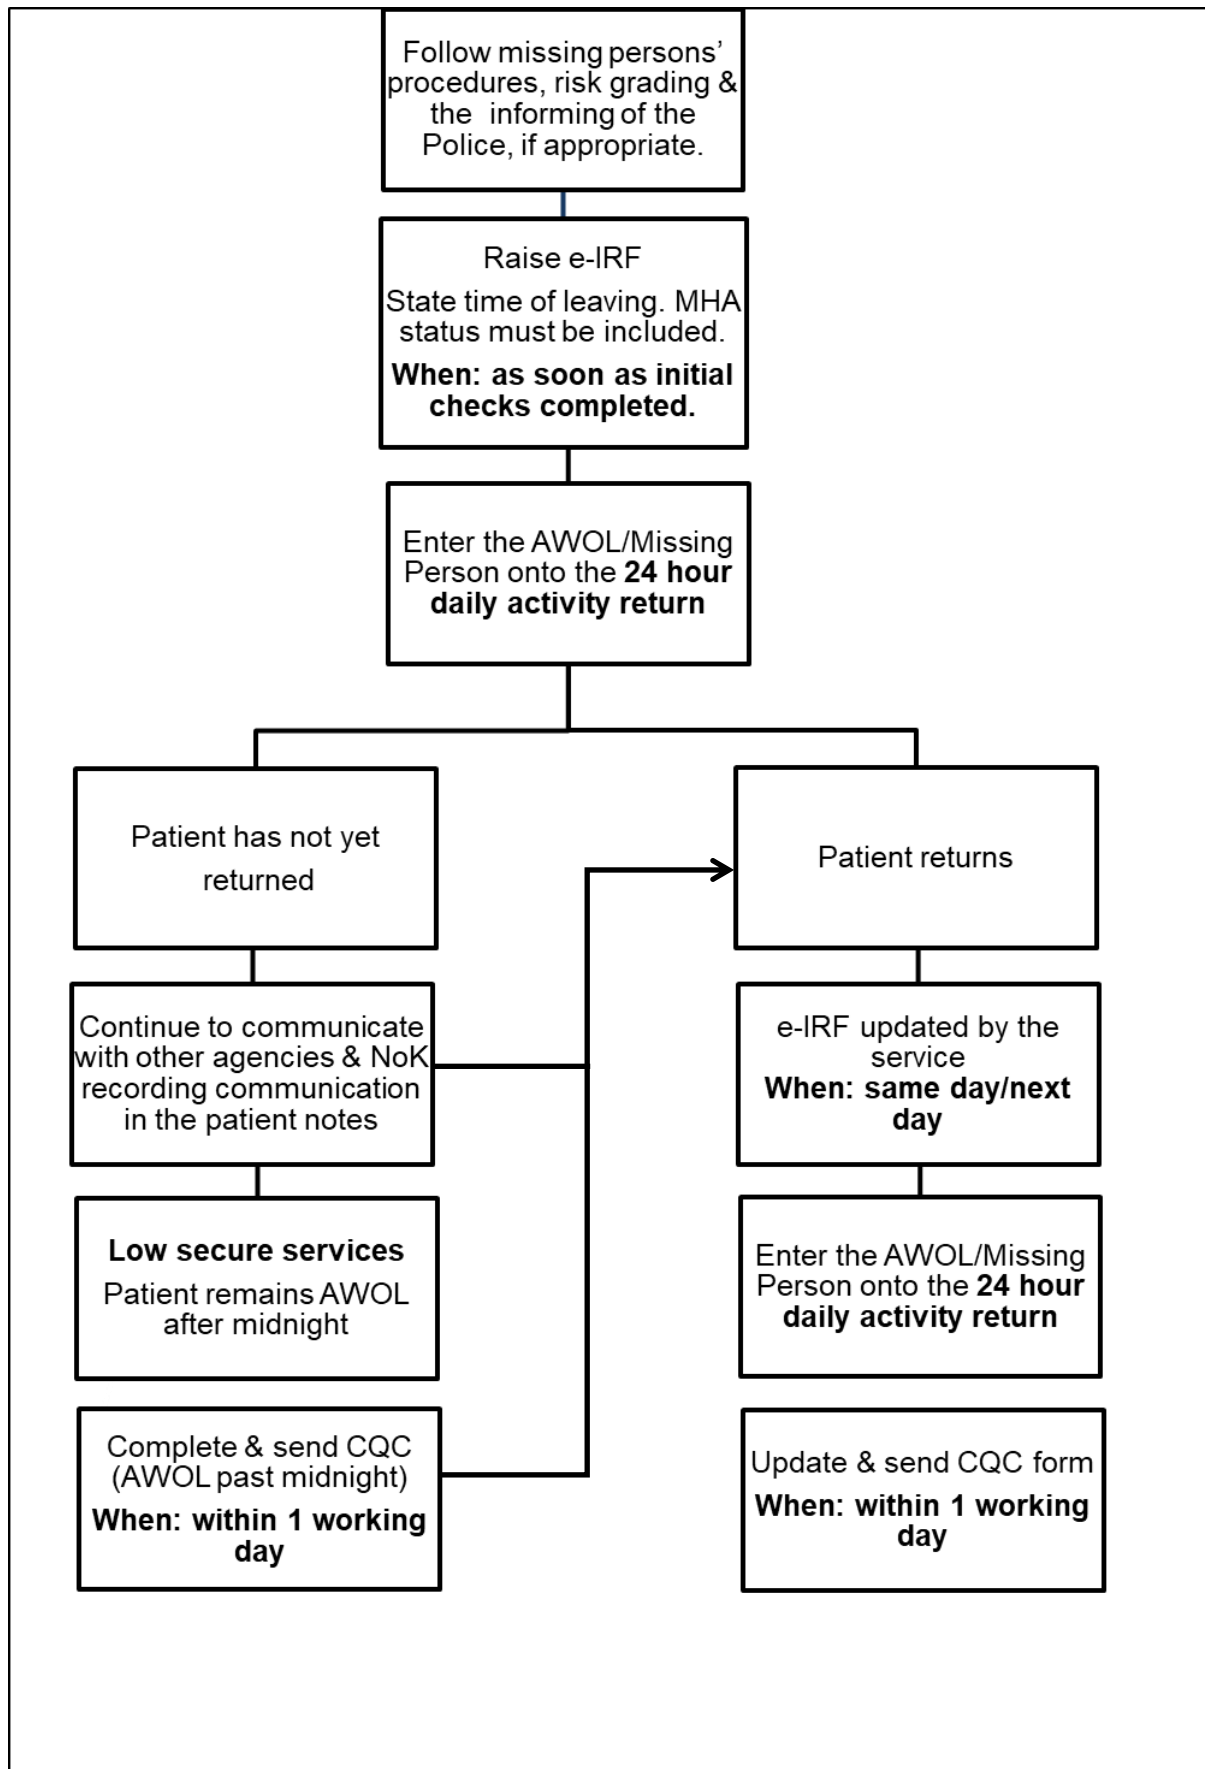 Follow missing persons’
procedures, risk grading &
the informing of the
Police, if appropriate.
Raise e-IRF
State time of leaving. MHA
status must be included.
When: as soon as initial
checks completed.
Enter the AWOL/Missing
Person onto the 24 hour
daily activity return
Patient has not yet
returned
Patient returns
Continue to communicate
with other agencies & NoK
recording communication
in the patient notes
e-IRF updated by the
service
When: same day/next
day
Low secure services
Patient remains AWOL
after midnight
Enter the AWOL/Missing
Person onto the 24 hour
daily activity return
Complete & send CQC
(AWOL past midnight)
When: within 1 working
day
Update & send CQC form
When: within 1 working
day